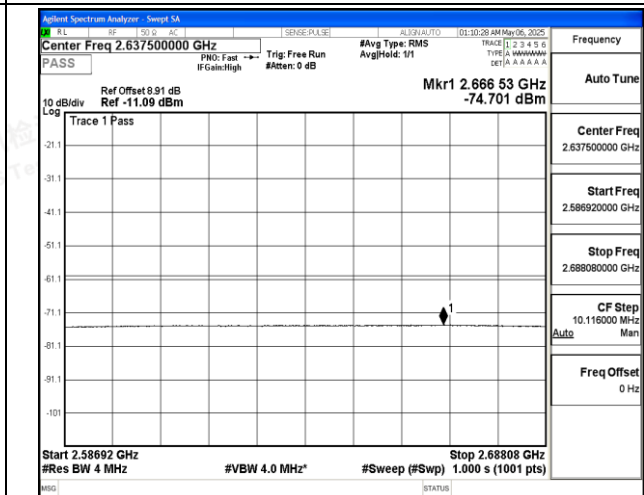 Agilent Spectrum Analyzer - Swept SA
RL RF 50 Ω AC SENSE:PULSE ALIGN AUTO 01:10:28 AM May 06, 2025
Center Freq 2.637500000 GHz
PASS
PNO: Fast
IFGain:High
Trig: Free Run
#Atten: 0 dB
#Avg Type: RMS
Avg|Hold: 1/1
TRACE 1 2 3 4 5 6
TYPE A WWWWW
DET A A A A A A
Ref Offset 8.91 dB
Ref -11.09 dBm
10 dB/div
Log
Mkr1 2.666 53 GHz
-74.701 dBm
Trace 1 Pass
-21.1
-31.1
-41.1
-51.1
-61.1
-71.1
-81.1
-91.1
-101
1
Start 2.58692 GHz
Stop 2.68808 GHz
#Res BW 4 MHz
#VBW 4.0 MHz*
#Sweep (#Swp) 1.000 s (1001 pts)
MSG
STATUS
Frequency
Auto Tune
Center Freq
2.637500000 GHz
Start Freq
2.586920000 GHz
Stop Freq
2.688080000 GHz
CF Step
10.116000 MHz
Auto Man
Freq Offset
0 Hz